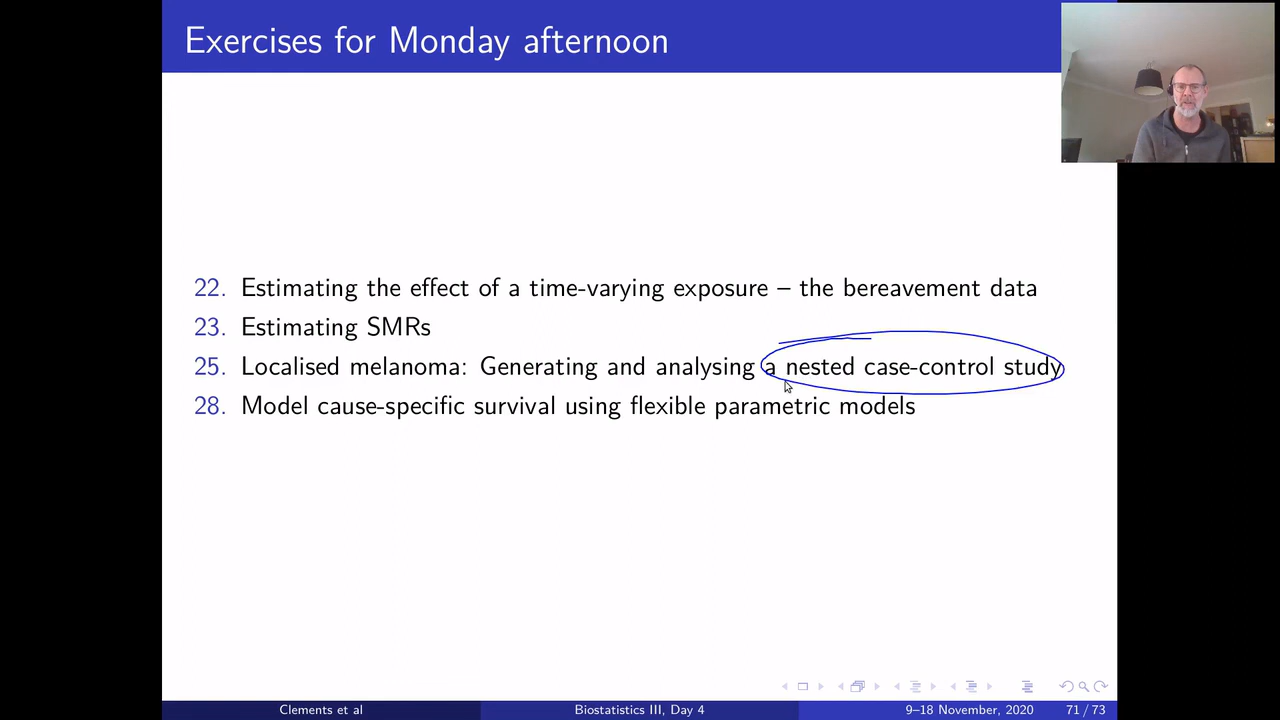 Exercises for Monday afternoon
22. Estimating the effect of a time-varying exposure – the bereavement data
23. Estimating SMRs
25. Localised melanoma: Generating and analysing a nested case-control study
28. Model cause-specific survival using flexible parametric models
Clements et al
Biostatistics III, Day 4
9–18 November, 2020
71 / 73